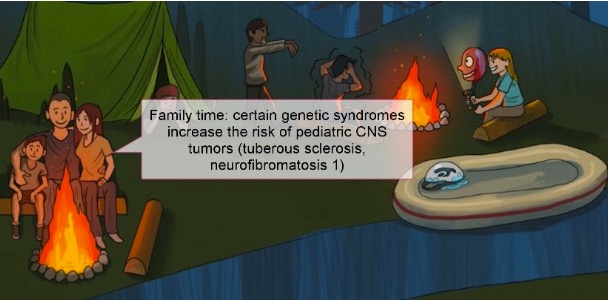 Family time: certain genetic syndromes
increase the risk of pediatric CNS
tumors (tuberous sclerosis,
neurofibromatosis 1)